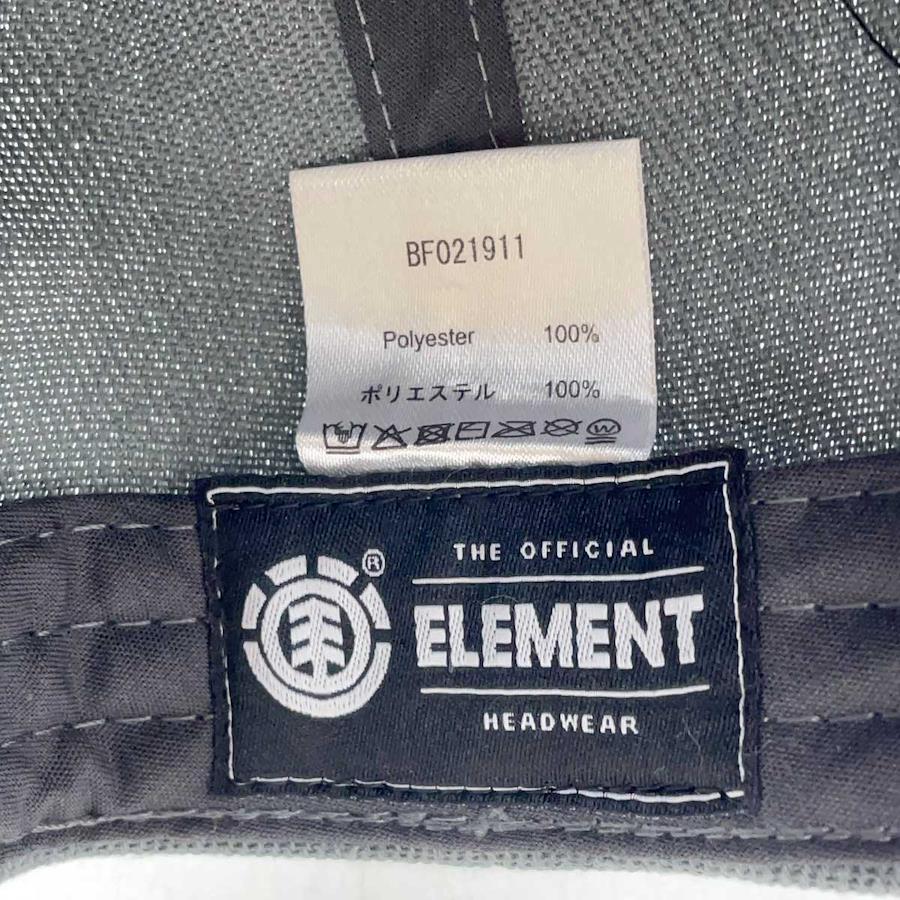 BF021911
Polyester 100%
ポリエステル 100%
W
®
THE OFFICIAL
ELEMENT
HEADWEAR